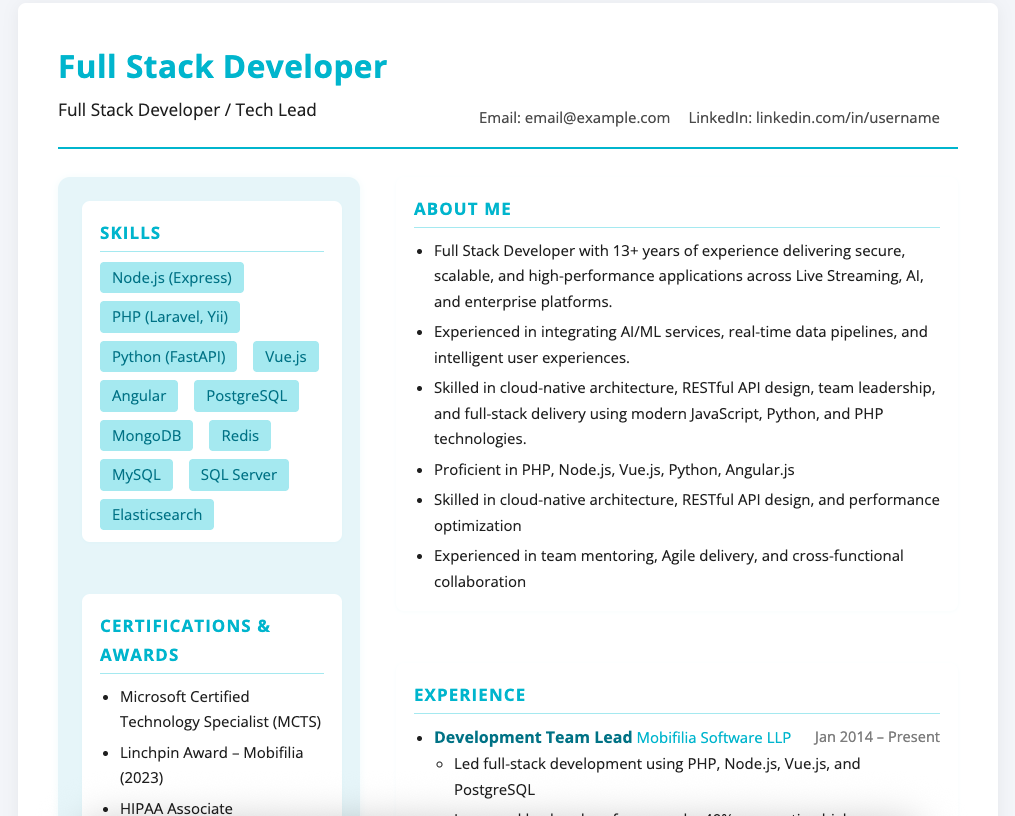 Full Stack Developer
Full Stack Developer / Tech Lead
Email: email@example.com LinkedIn: linkedin.com/in/username
SKILLS
Node.js (Express)
PHP (Laravel, Yii)
Python (FastAPI) Vue.js
Angular PostgreSQL
MongoDB Redis
MySQL SQL Server
Elasticsearch
CERTIFICATIONS &
AWARDS
• Microsoft Certified
Technology Specialist (MCTS)
• Linchpin Award – Mobifilia
(2023)
• HIPAA Associate
ABOUT ME
• Full Stack Developer with 13+ years of experience delivering secure,
scalable, and high-performance applications across Live Streaming, AI,
and enterprise platforms.
• Experienced in integrating AI/ML services, real-time data pipelines, and
intelligent user experiences.
• Skilled in cloud-native architecture, RESTful API design, team leadership,
and full-stack delivery using modern JavaScript, Python, and PHP
technologies.
• Proficient in PHP, Node.js, Vue.js, Python, Angular.js
• Skilled in cloud-native architecture, RESTful API design, and performance
optimization
• Experienced in team mentoring, Agile delivery, and cross-functional
collaboration
EXPERIENCE
• Development Team Lead Mobifilia Software LLP Jan 2014 – Present
◦ Led full-stack development using PHP, Node.js, Vue.js, and
PostgreSQL